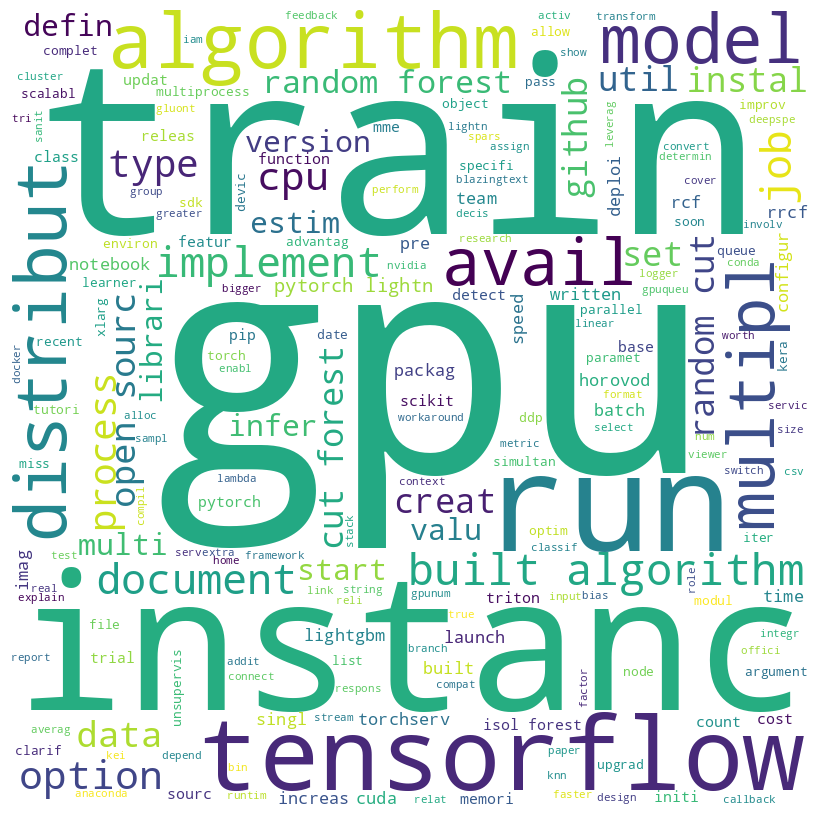 defin
complet
iam
feedback
algorithm
activ
transform
allow
show
model
cluster
scalabl
updat
multiprocess
random forest
pass
util
instal
tri
sanit
gluont
train
object
github
improv
deepspe
releas
version
mme
lightn
spars
leverag
convert
determin
job
class
type
function
cpu
assign
specifi
blazingtext
team
decis
deploi
rcf
cover
group
greater
sdk
devic
perform
estim
soon
rrcf
involv
distribut
environ
featur
advantag
pre
research
avail
set
queue
logger
conda
configur
notebook
implement
learner
bigger
nvidia
pytorch lightn
detect
written
gpuqueu
random cut
multipl
xlarg
librari
open sourc
process
recent
docker
pip
date
gpu
speed
parallel
linear
base
worth
kera
torch
enabl
packag
paramet
horovod
format
tutori
alloc
scikit
batch
servic
miss
sampl
infer
cut forest
workaround
ddp
select
num
size
metric
simultan
viewer
switch
csv
compil
lambda
context
run
pytorch
creat
stack
valu
optim
iter
multi
servextra
framework
classif
imag
test
home
real
explain
document
start
built algorithm
time
link
string
reli
gpunum
triton
true
input
bias
role
modul
instanc
file
lightgbm
launch
integr
report
trial
unsupervis
addit
list
branch
built
offici
connect
respons
compat
node
argument
factor
averag
data
singl
stream
torchserv
isol forest
count
cost
clarif
kei
depend
tensorflow
paper
upgrad
option
bin
knn
faster
anaconda
sourc
runtim
increas
cuda
relat
memori
design
initi
callback